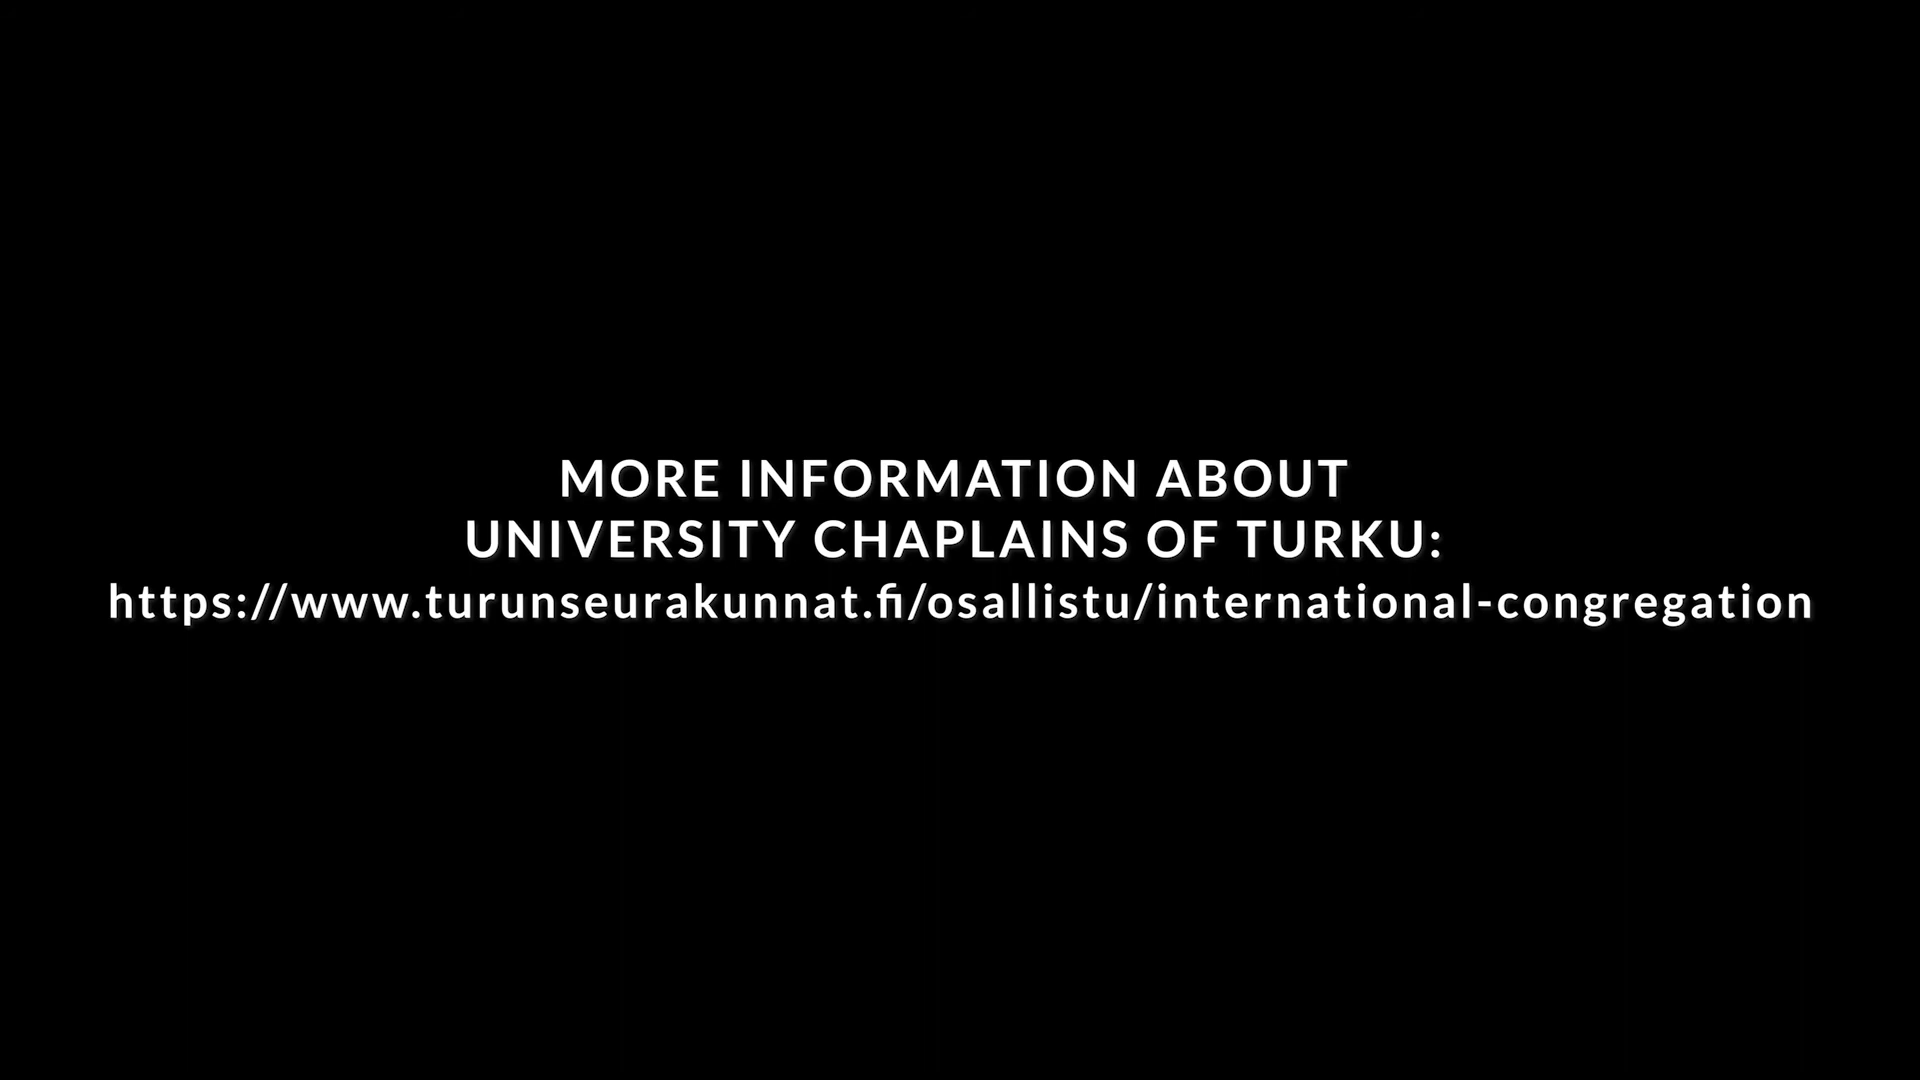 MORE INFORMATION ABOUT
UNIVERSITY CHAPLAINS OF TURKU:
https://www.turunseurakunnat.fi/osallistu/international-congregation